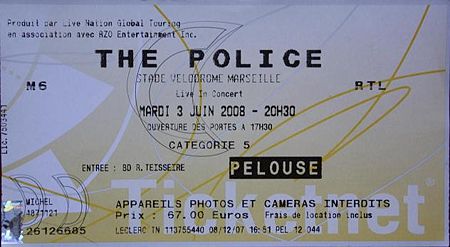 Produit par Live Nation Global Touring
en association avec RZO Entertainment Inc.
THE POLICE
STADE VELODROME MARSEILLE
M6
RTL
Live In Concert
MARDI 3 JUIN 2008 - 20H30
OUVERTURE DES PORTES A 17H30
CATEGORIE 5
ENTREE : BD R.TEISSEIRE
PELOUSE
Ticketnet
MICHEL
APPAREILS PHOTOS ET CAMERAS INTERDITS
Prix : 67.00 Euros Frais de location inclus
26126685
LECLERC TN 113755440 08/12/07 16:51 PEL 12 044